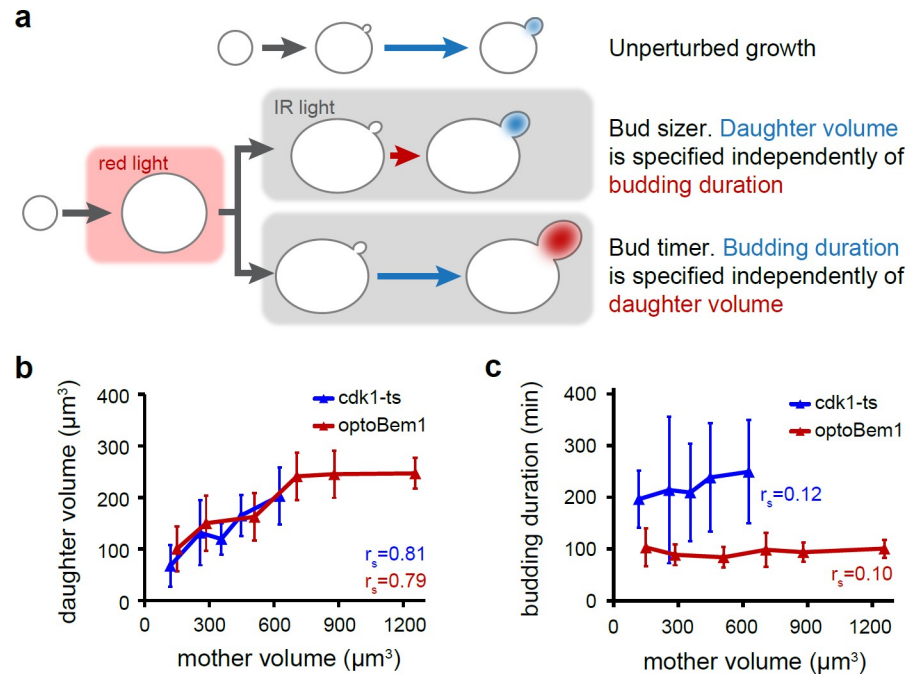 a
Unperturbed growth
IR light
red light
Bud sizer. Daughter volume
is specified independently of
budding duration
Bud timer. Budding duration
is specified independently of
daughter volume
b
daughter volume (µm³)
400
300
200
100
0
0 300 600 900 1200
mother volume (µm³)
cdk1-ts
optoBem1
rs=0.81
rs=0.79
c
budding duration (min)
400
300
200
100
0
0 300 600 900 1200
mother volume (µm³)
cdk1-ts
optoBem1
rs=0.12
rs=0.10